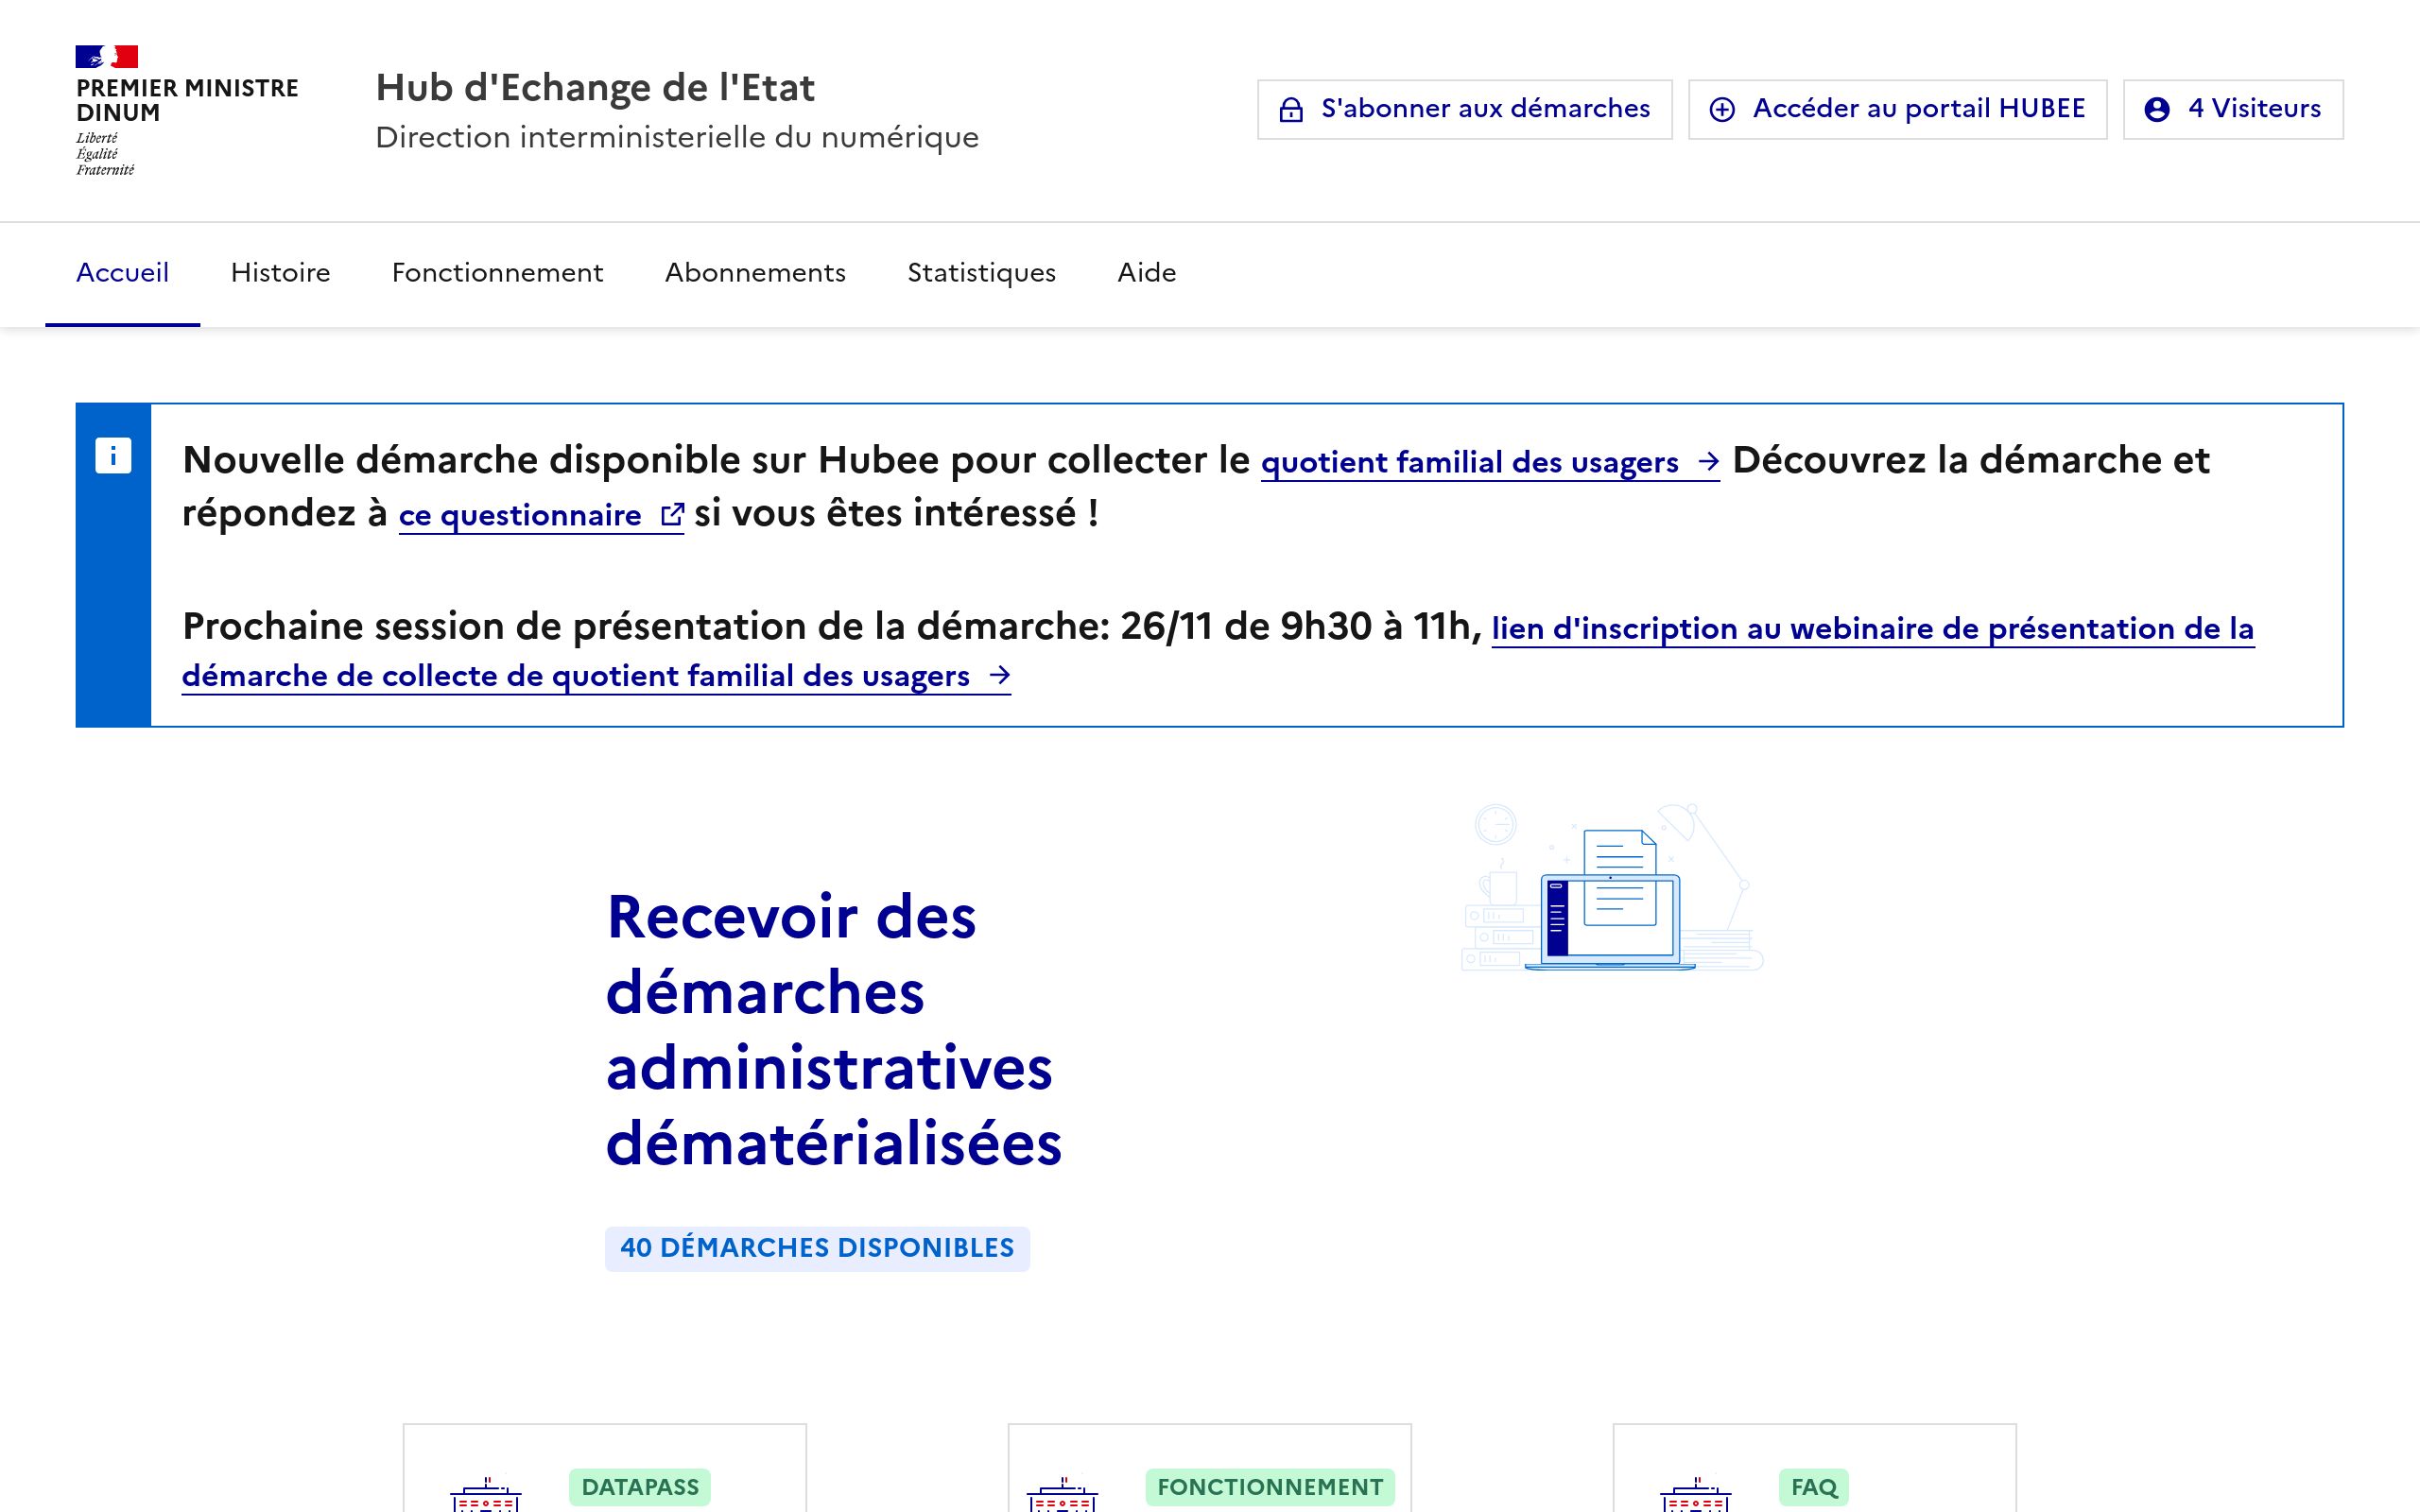 PREMIER MINISTRE
DINUM
Liberté
Égalité
Fraternité
Hub d'Echange de l'Etat
Direction interministerielle du numérique
S'abonner aux démarches
Accéder au portail HUBEE
4 Visiteurs
Accueil
Histoire
Fonctionnement
Abonnements
Statistiques
Aide
Nouvelle démarche disponible sur Hubee pour collecter le quotient familial des usagers Découvrez la démarche et
répondez à ce questionnaire si vous êtes intéressé !
Prochaine session de présentation de la démarche: 26/11 de 9h30 à 11h, lien d'inscription au webinaire de présentation de la
démarche de collecte de quotient familial des usagers
Recevoir des
démarches
administratives
dématérialisées
40 DÉMARCHES DISPONIBLES
DATAPASS
FONCTIONNEMENT
FAQ